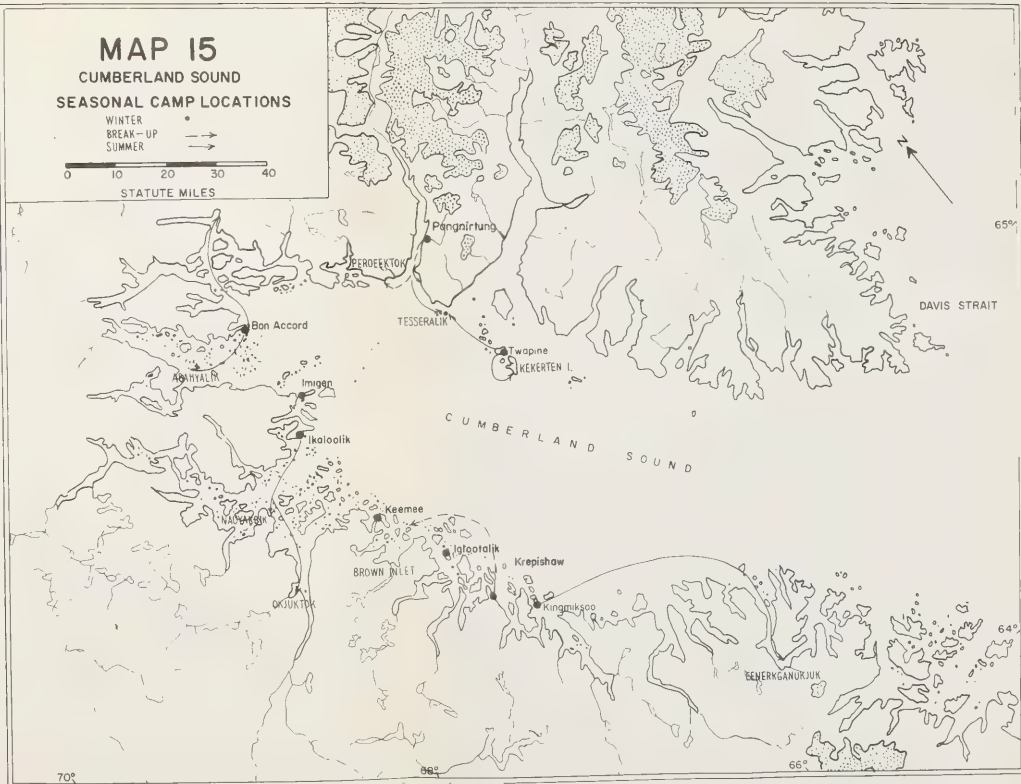 MAP 15
CUMBERLAND SOUND
SEASONAL CAMP LOCATIONS
WINTER
BREAK-UP
SUMMER
0 10 20 30 40
STATUTE MILES
N
65°
Pangnirtung
PEROEEKTOK
DAVIS STRAIT
TESSERALIK
Bon Accord
Twapine
KEKERTEN I.
Imigen
CUMBERLAND SOUND
Ikaloolik
Keemee
Iglootalik
BROWN INLET
Krepishaw
OKJUKTOK
Kingmiksoo
64°
70°
68°
66°